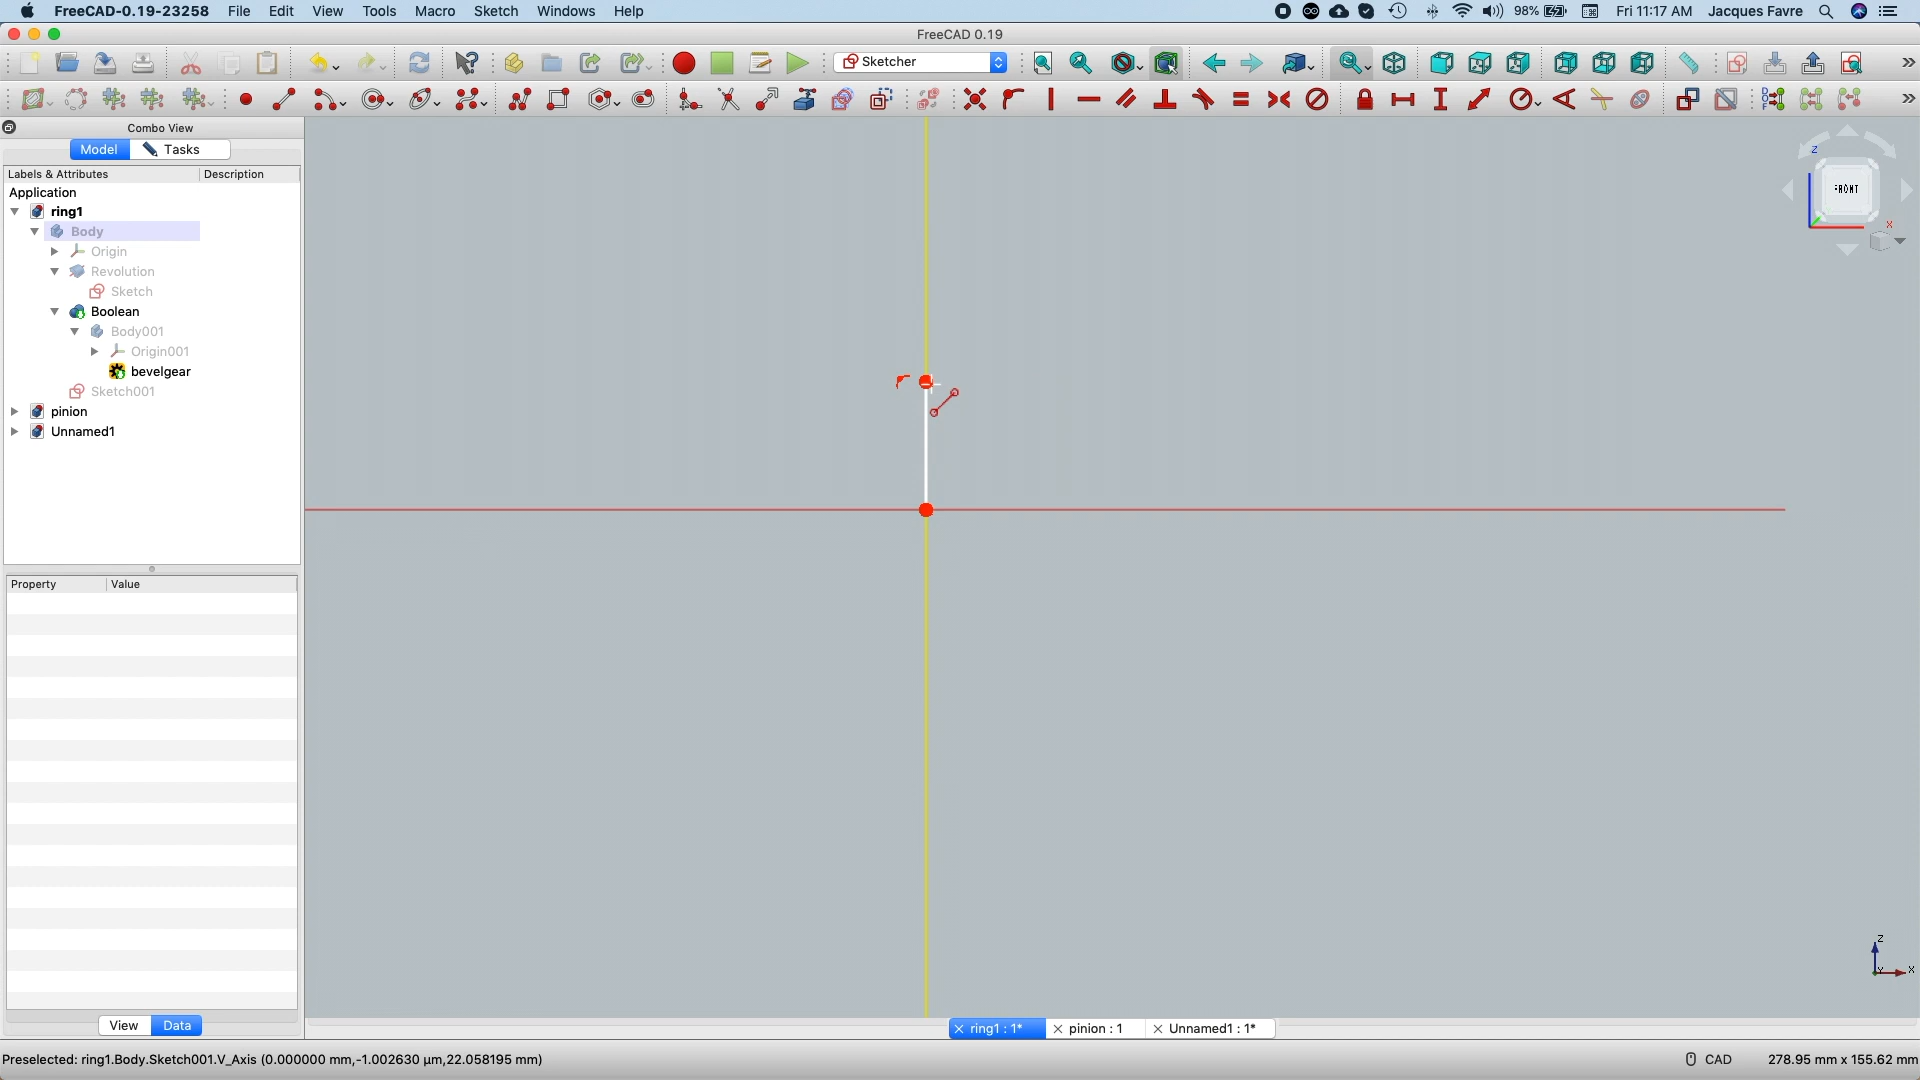 FreeCAD-0.19-23258 File Edit View Tools Macro Sketch Windows Help 98% Fri 11:17 AM Jacques Favre
FreeCAD 0.19
Sketcher
Combo View
Model Tasks
Labels & Attributes Description
Application
ring1
Body
Origin
Revolution
Sketch
Boolean
Body001
Origin001
bevelgear
Sketch001
pinion
Unnamed1
Z
FRONT
X
Property Value
Z
Y X
View Data
ring1 : 1* pinion : 1 Unnamed1 : 1*
Preselected: ring1.Body.Sketch001.V_Axis (0.000000 mm,-1.002630 µm,22.058195 mm) CAD 278.95 mm x 155.62 mm